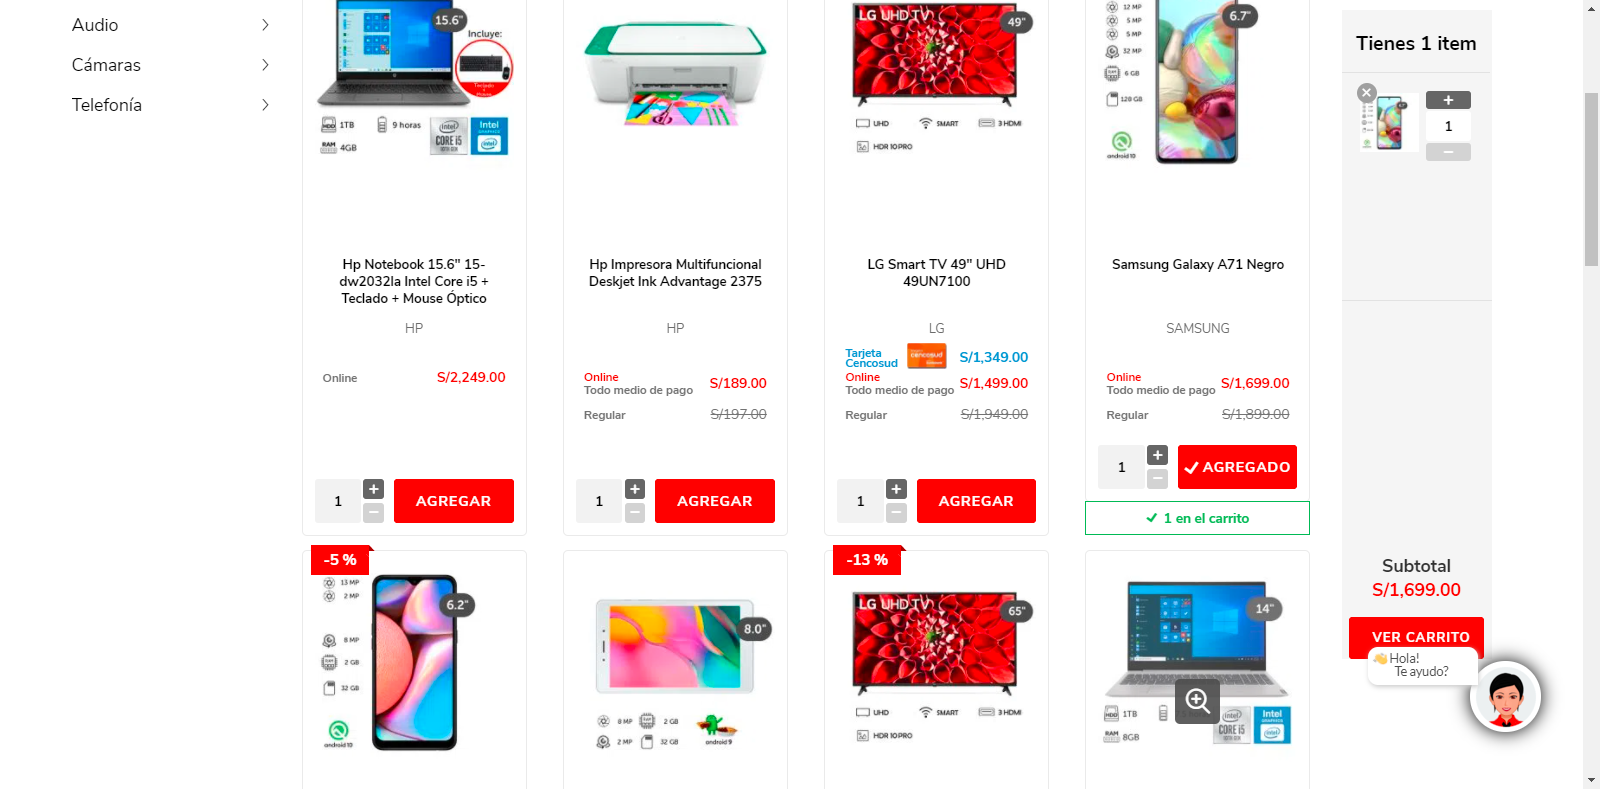 Audio
Cámaras
Telefonía
15.6"
Incluye:
Teclado +
1TB
9 horas
RAM 4GB
intel CORE i5
Intel GRAPHICS intel
Hp Notebook 15.6" 15-
dw2032la Intel Core i5 +
Teclado + Mouse Óptico
HP
Online S/2,249.00
1 + − AGREGAR
Hp Impresora Multifuncional
Deskjet Ink Advantage 2375
HP
Online
Todo medio de pago S/189.00
Regular S/197.00
1 + − AGREGAR
LG UHD TV
49"
UHD SMART 3 HDMI
HDR 10 PRO
LG Smart TV 49" UHD
49UN7100
LG
Tarjeta
Cencosud cencosud S/1,349.00
Online
Todo medio de pago S/1,499.00
Regular S/1,949.00
1 + − AGREGAR
6.7"
12 MP
5 MP
5 MP
32 MP
6 GB
128 GB
android 10
Samsung Galaxy A71 Negro
SAMSUNG
Online
Todo medio de pago S/1,699.00
Regular S/1,899.00
1 + − AGREGADO
1 en el carrito
-5 %
13 MP
2 MP
6.2"
8 MP
2 GB
32 GB
android 10
8.0"
8 MP 2 GB
2 MP 32 GB android 9
-13 %
LG UHD TV
65"
UHD SMART 3 HDMI
HDR 10 PRO
14"
1TB
RAM 8GB
intel CORE i5
Intel GRAPHICS intel
Tienes 1 item
+
1
−
Subtotal
S/1,699.00
VER CARRITO
Hola!
Te ayudo?